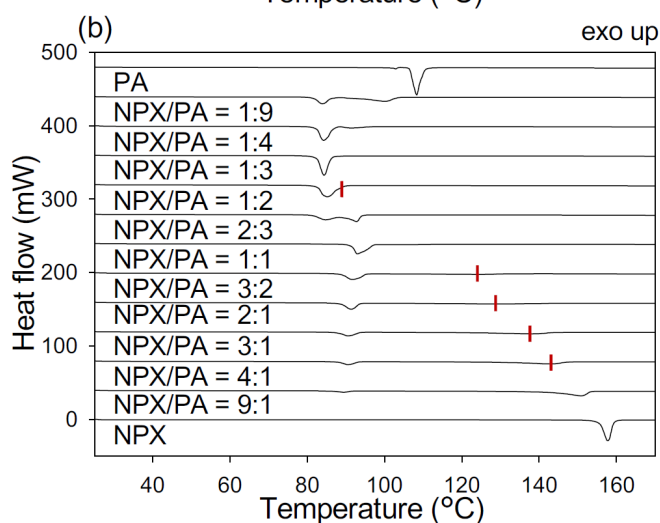 Temperature (°C)
(b)
exo up
500
PA
NPX/PA = 1:9
400
NPX/PA = 1:4
NPX/PA = 1:3
300
NPX/PA = 1:2
NPX/PA = 2:3
NPX/PA = 1:1
200
NPX/PA = 3:2
NPX/PA = 2:1
NPX/PA = 3:1
100
NPX/PA = 4:1
NPX/PA = 9:1
0
NPX
Heat flow (mW)
40 60 80 100 120 140 160
Temperature (°C)